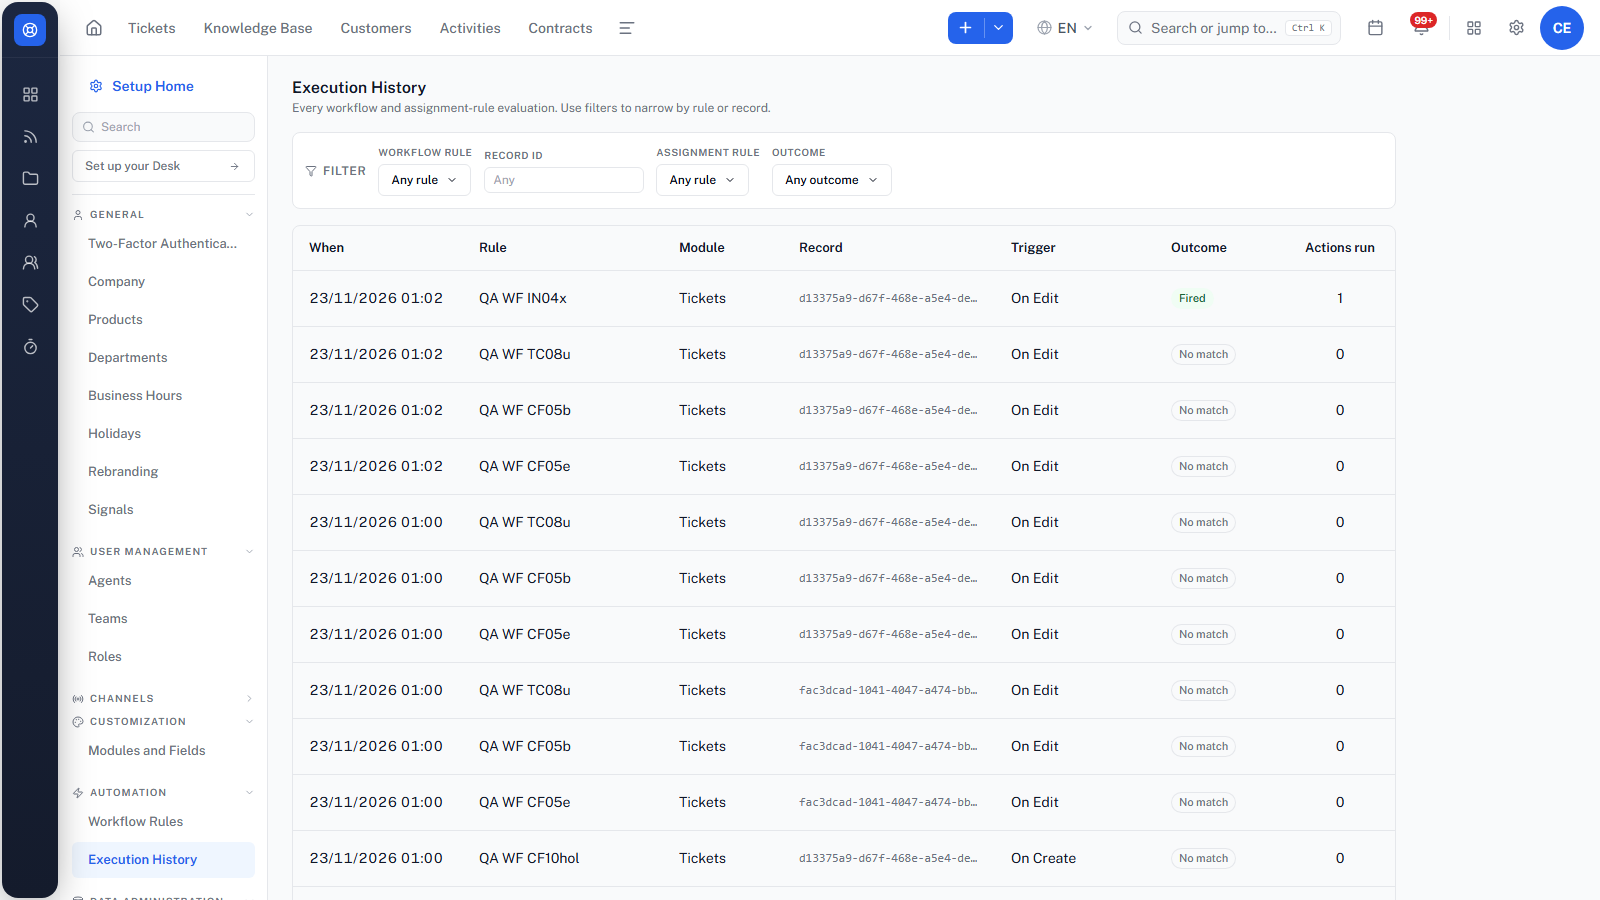 Tickets Knowledge Base Customers Activities Contracts EN Search or jump to... Ctrl K 99+ CE
Setup Home
Search
Set up your Desk
GENERAL
Two-Factor Authentica...
Company
Products
Departments
Business Hours
Holidays
Rebranding
Signals
USER MANAGEMENT
Agents
Teams
Roles
CHANNELS
CUSTOMIZATION
Modules and Fields
AUTOMATION
Workflow Rules
Execution History
DATA ADMINISTRATION
Execution History
Every workflow and assignment-rule evaluation. Use filters to narrow by rule or record.
FILTER
WORKFLOW RULE
Any rule
RECORD ID
Any
ASSIGNMENT RULE
Any rule
OUTCOME
Any outcome
When Rule Module Record Trigger Outcome Actions run
23/11/2026 01:02 QA WF IN04x Tickets d13375a9-d67f-468e-a5e4-de… On Edit Fired 1
23/11/2026 01:02 QA WF TC08u Tickets d13375a9-d67f-468e-a5e4-de… On Edit No match 0
23/11/2026 01:02 QA WF CF05b Tickets d13375a9-d67f-468e-a5e4-de… On Edit No match 0
23/11/2026 01:02 QA WF CF05e Tickets d13375a9-d67f-468e-a5e4-de… On Edit No match 0
23/11/2026 01:00 QA WF TC08u Tickets d13375a9-d67f-468e-a5e4-de… On Edit No match 0
23/11/2026 01:00 QA WF CF05b Tickets d13375a9-d67f-468e-a5e4-de… On Edit No match 0
23/11/2026 01:00 QA WF CF05e Tickets d13375a9-d67f-468e-a5e4-de… On Edit No match 0
23/11/2026 01:00 QA WF TC08u Tickets fac3dcad-1041-4047-a474-bb… On Edit No match 0
23/11/2026 01:00 QA WF CF05b Tickets fac3dcad-1041-4047-a474-bb… On Edit No match 0
23/11/2026 01:00 QA WF CF05e Tickets fac3dcad-1041-4047-a474-bb… On Edit No match 0
23/11/2026 01:00 QA WF CF10hol Tickets d13375a9-d67f-468e-a5e4-de… On Create No match 0